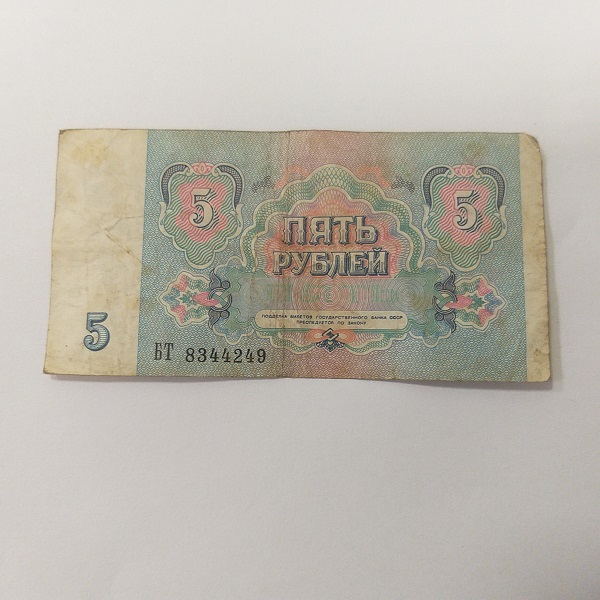 5
5
ПЯТЬ
РУБЛЕЙ
ПОДДЕЛКА БИЛЕТОВ ГОСУДАРСТВЕННОГО БАНКА СССР
ПРЕСЛЕДУЕТСЯ ПО ЗАКОНУ
5
БТ 8344249